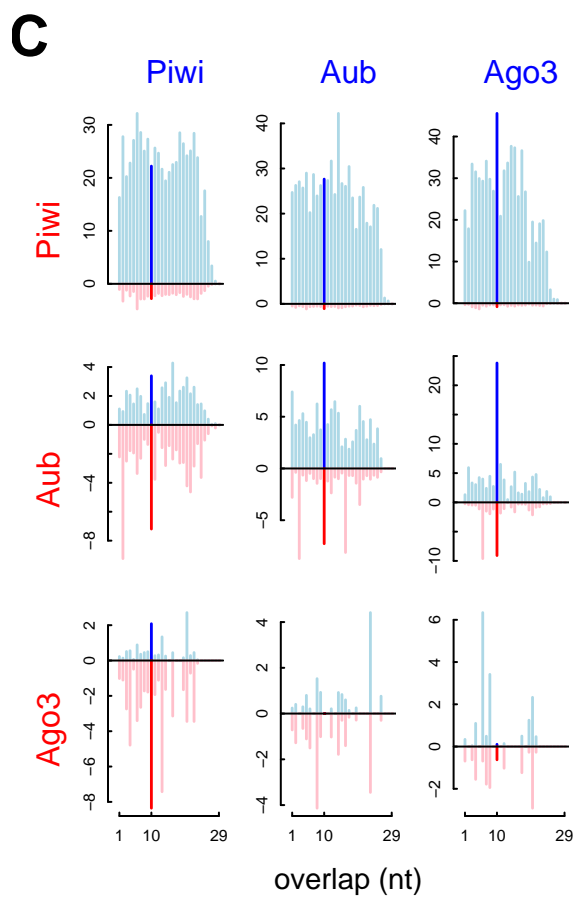 C
Piwi Aub Ago3
Piwi
0 10 20 30
0 10 20 30 40
0 10 20 30 40
Aub
−8 −4 0 2 4
−5 0 5 10
−10 0 5 10 15 20
Ago3
−8 −6 −4 −2 0 2
−4 −2 0 2 4
−2 0 2 4 6
1 10 29 1 10 29 1 10 29
overlap (nt)